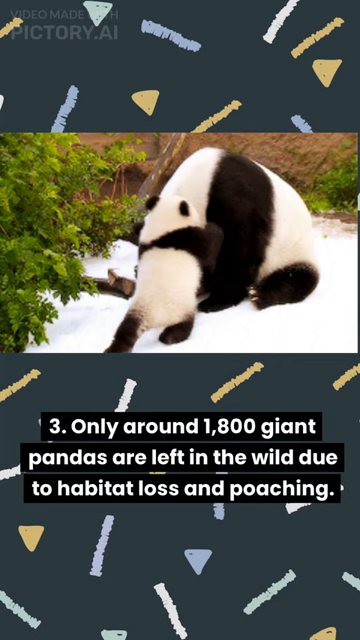 VIDEO MADE WITH
PICTORY.AI
3. Only around 1,800 giant
pandas are left in the wild due
to habitat loss and poaching.